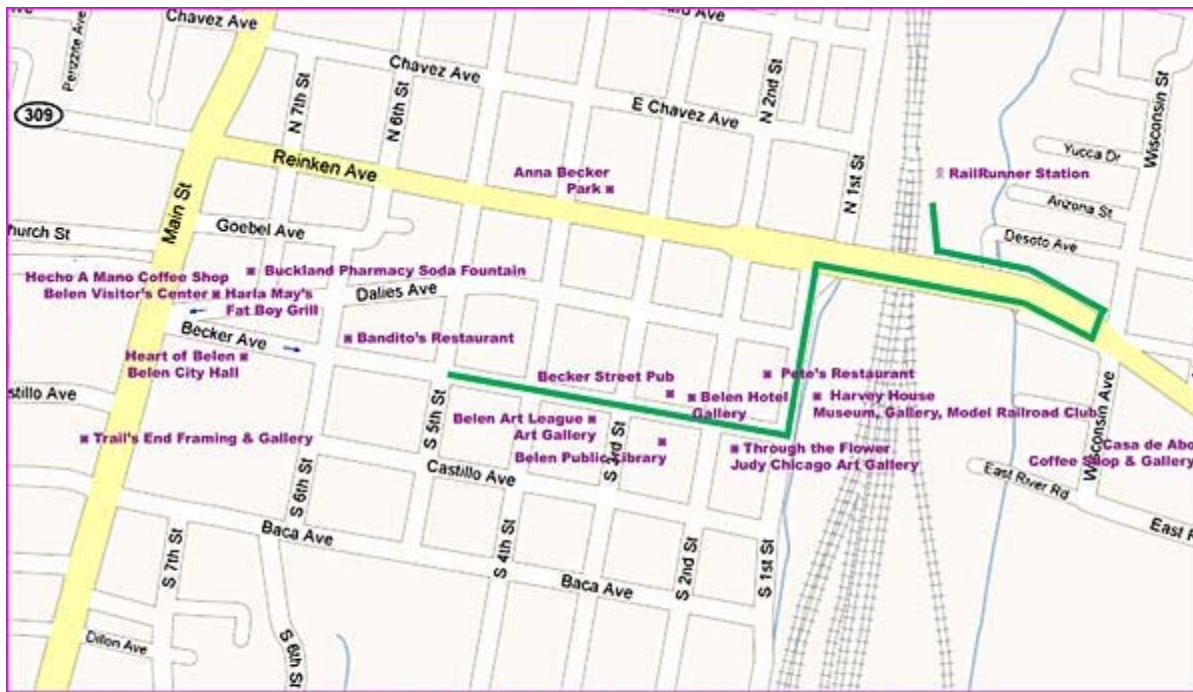 Chavez Ave
Perizzite Ave
309
N 7th St
N 6th St
Chavez Ave
E Chavez Ave
N 2nd St
N 1st St
Reinken Ave
Anna Becker
Park
RailRunner Station
Yucca Dr
Arizona St
Desoto Ave
Wisconsin St
Main St
Goebel Ave
Hecho A Mano Coffee Shop
Buckland Pharmacy Soda Fountain
Belen Visitor's Center
Harla May's
Fat Boy Grill
Dalies Ave
Becker Ave
Bandito's Restaurant
Heart of Belen
Belen City Hall
Becker Street Pub
Pete's Restaurant
Belen Hotel
Gallery
Harvey House
Museum, Gallery, Model Railroad Club
Trail's End Framing & Gallery
S 5th St
Belen Art League
Art Gallery
S 3rd St
Belen Public Library
Through the Flower
Judy Chicago Art Gallery
Wisconsin Ave
Casa de Abo
Coffee Shop & Gallery
Castillo Ave
East River Rd
S 6th St
Baca Ave
S 7th St
S 4th St
Baca Ave
S 2nd St
S 1st St
Dillon Ave
S 6th St